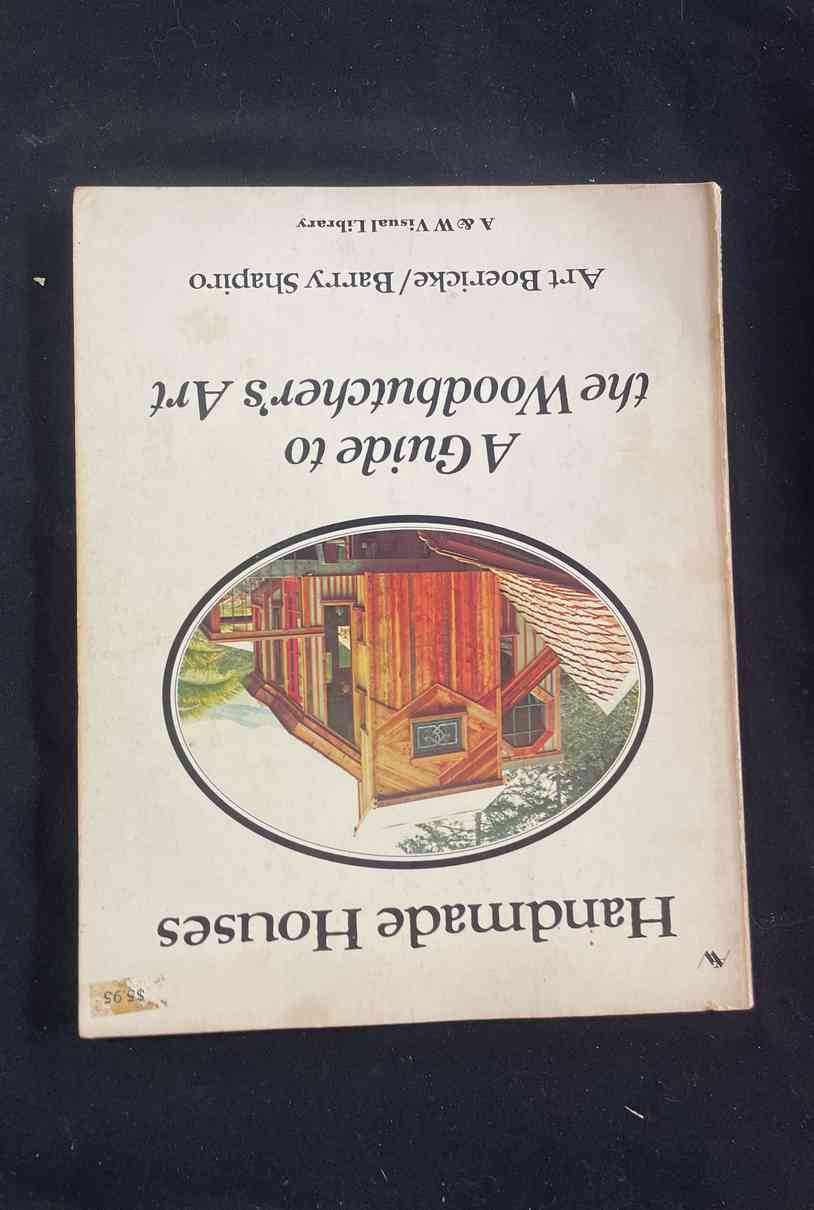 $5.95
Handmade Houses
A Guide to
the Woodbutcher's Art
Art Boericke/Barry Shapiro
A & W Visual Library